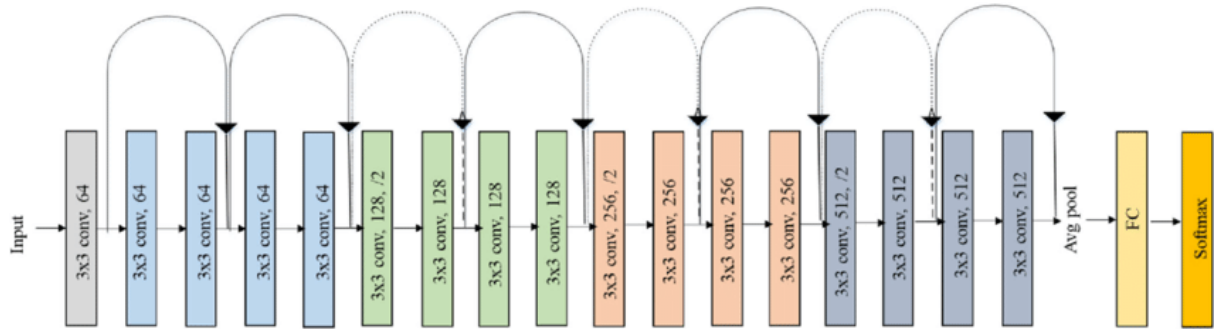 Input
3x3 conv, 64
3x3 conv, 64
3x3 conv, 64
3x3 conv, 64
3x3 conv, 64
3x3 conv, 128, /2
3x3 conv, 128
3x3 conv, 128
3x3 conv, 128
3x3 conv, 256, /2
3x3 conv, 256
3x3 conv, 256
3x3 conv, 256
3x3 conv, 512, /2
3x3 conv, 512
3x3 conv, 512
3x3 conv, 512
Avg pool
FC
Softmax